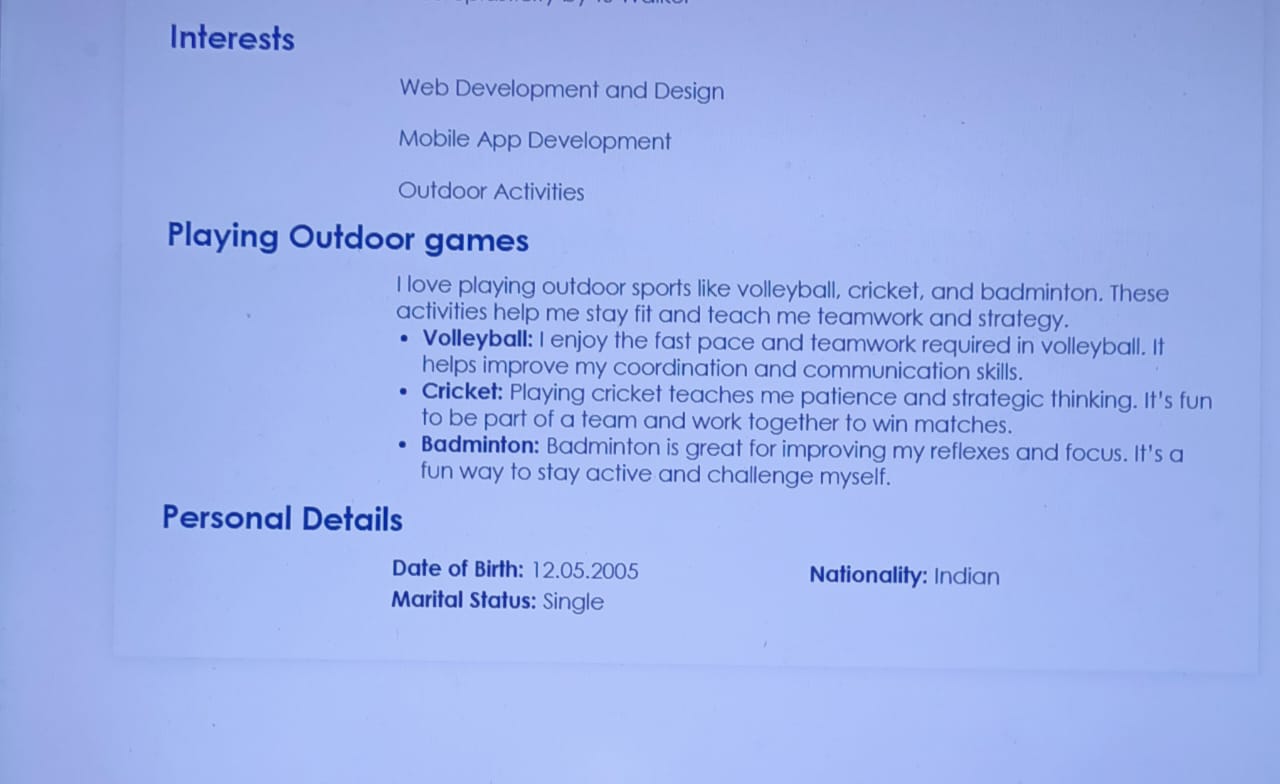 Interests
Web Development and Design
Mobile App Development
Outdoor Activities
Playing Outdoor games
I love playing outdoor sports like volleyball, cricket, and badminton. These
activities help me stay fit and teach me teamwork and strategy.
• Volleyball: I enjoy the fast pace and teamwork required in volleyball. It
helps improve my coordination and communication skills.
• Cricket: Playing cricket teaches me patience and strategic thinking. It's fun
to be part of a team and work together to win matches.
• Badminton: Badminton is great for improving my reflexes and focus. It's a
fun way to stay active and challenge myself.
Personal Details
Date of Birth: 12.05.2005 Nationality: Indian
Marital Status: Single